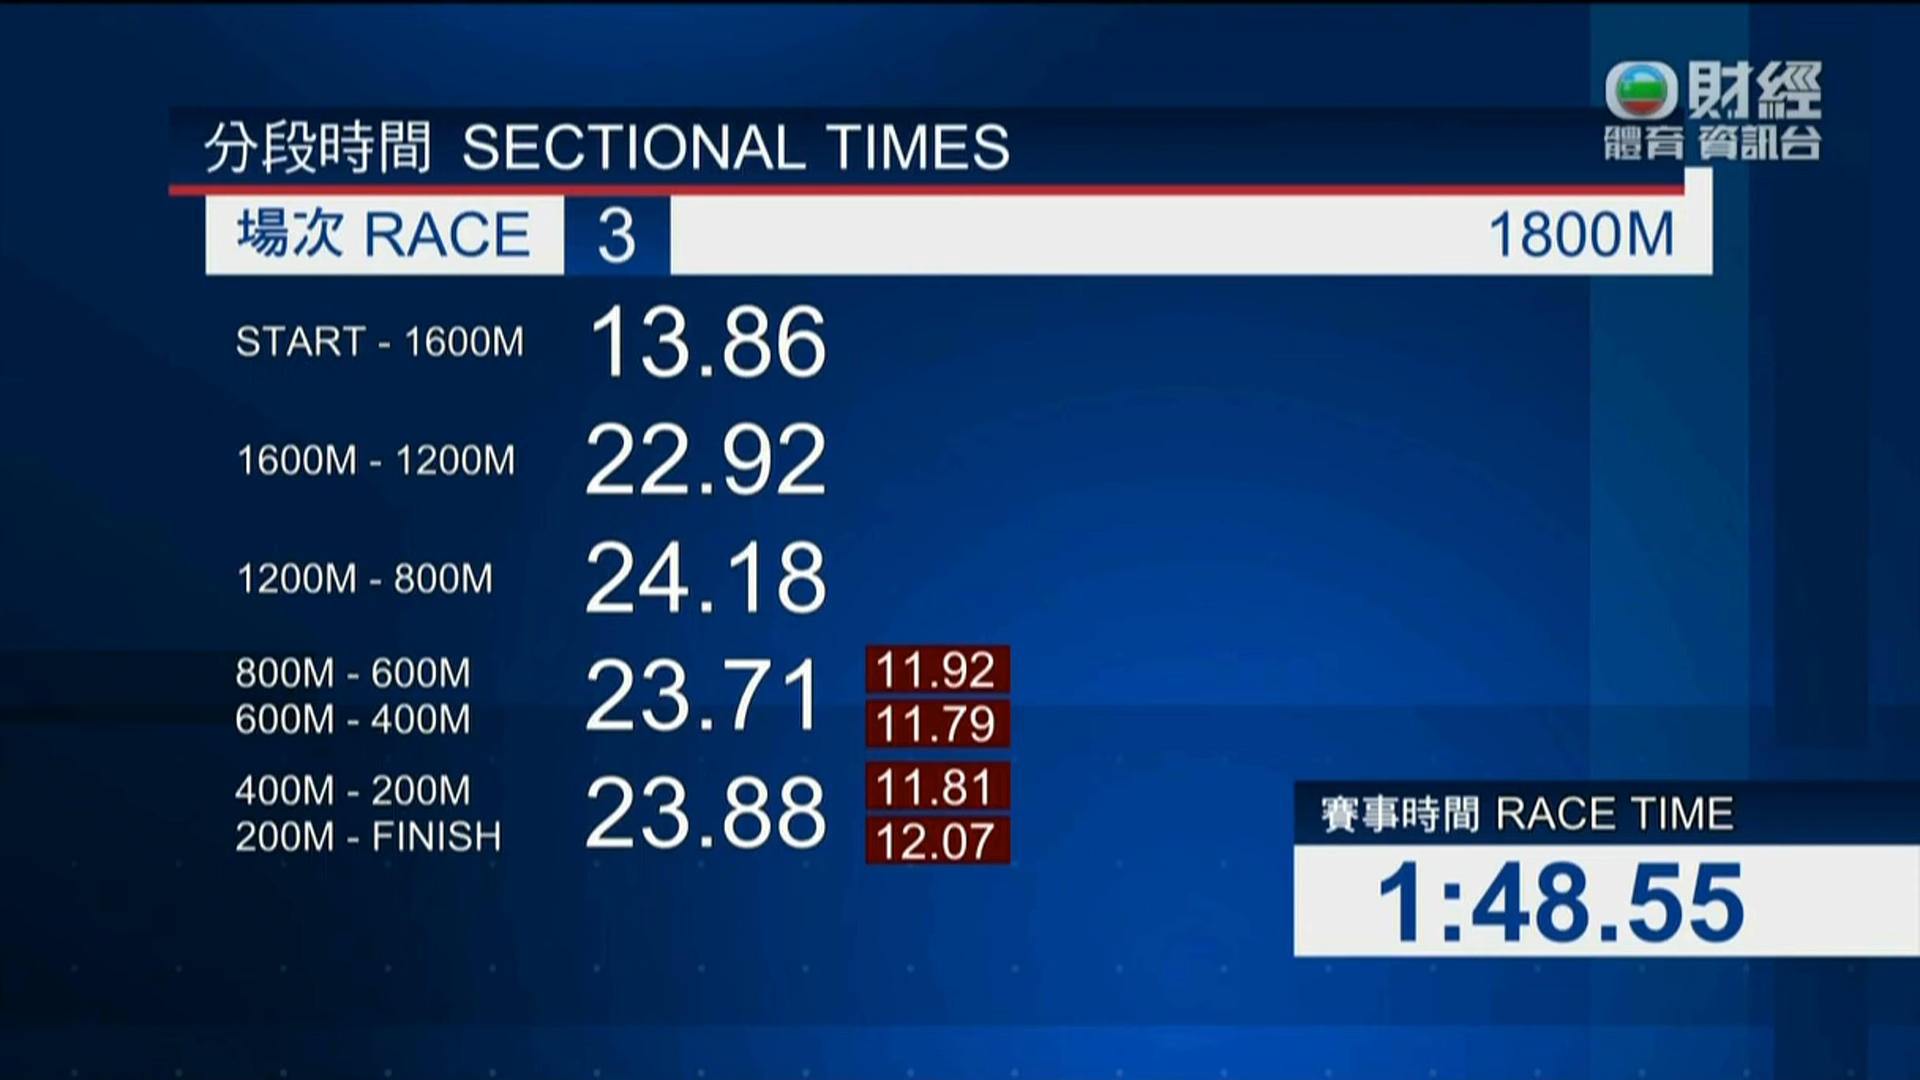 財經
體育 資訊台
分段時間 SECTIONAL TIMES
場次 RACE 3 1800M
START - 1600M 13.86
1600M - 1200M 22.92
1200M - 800M 24.18
800M - 600M 23.71 11.92
600M - 400M 11.79
400M - 200M 23.88 11.81
200M - FINISH 12.07
賽事時間 RACE TIME
1:48.55